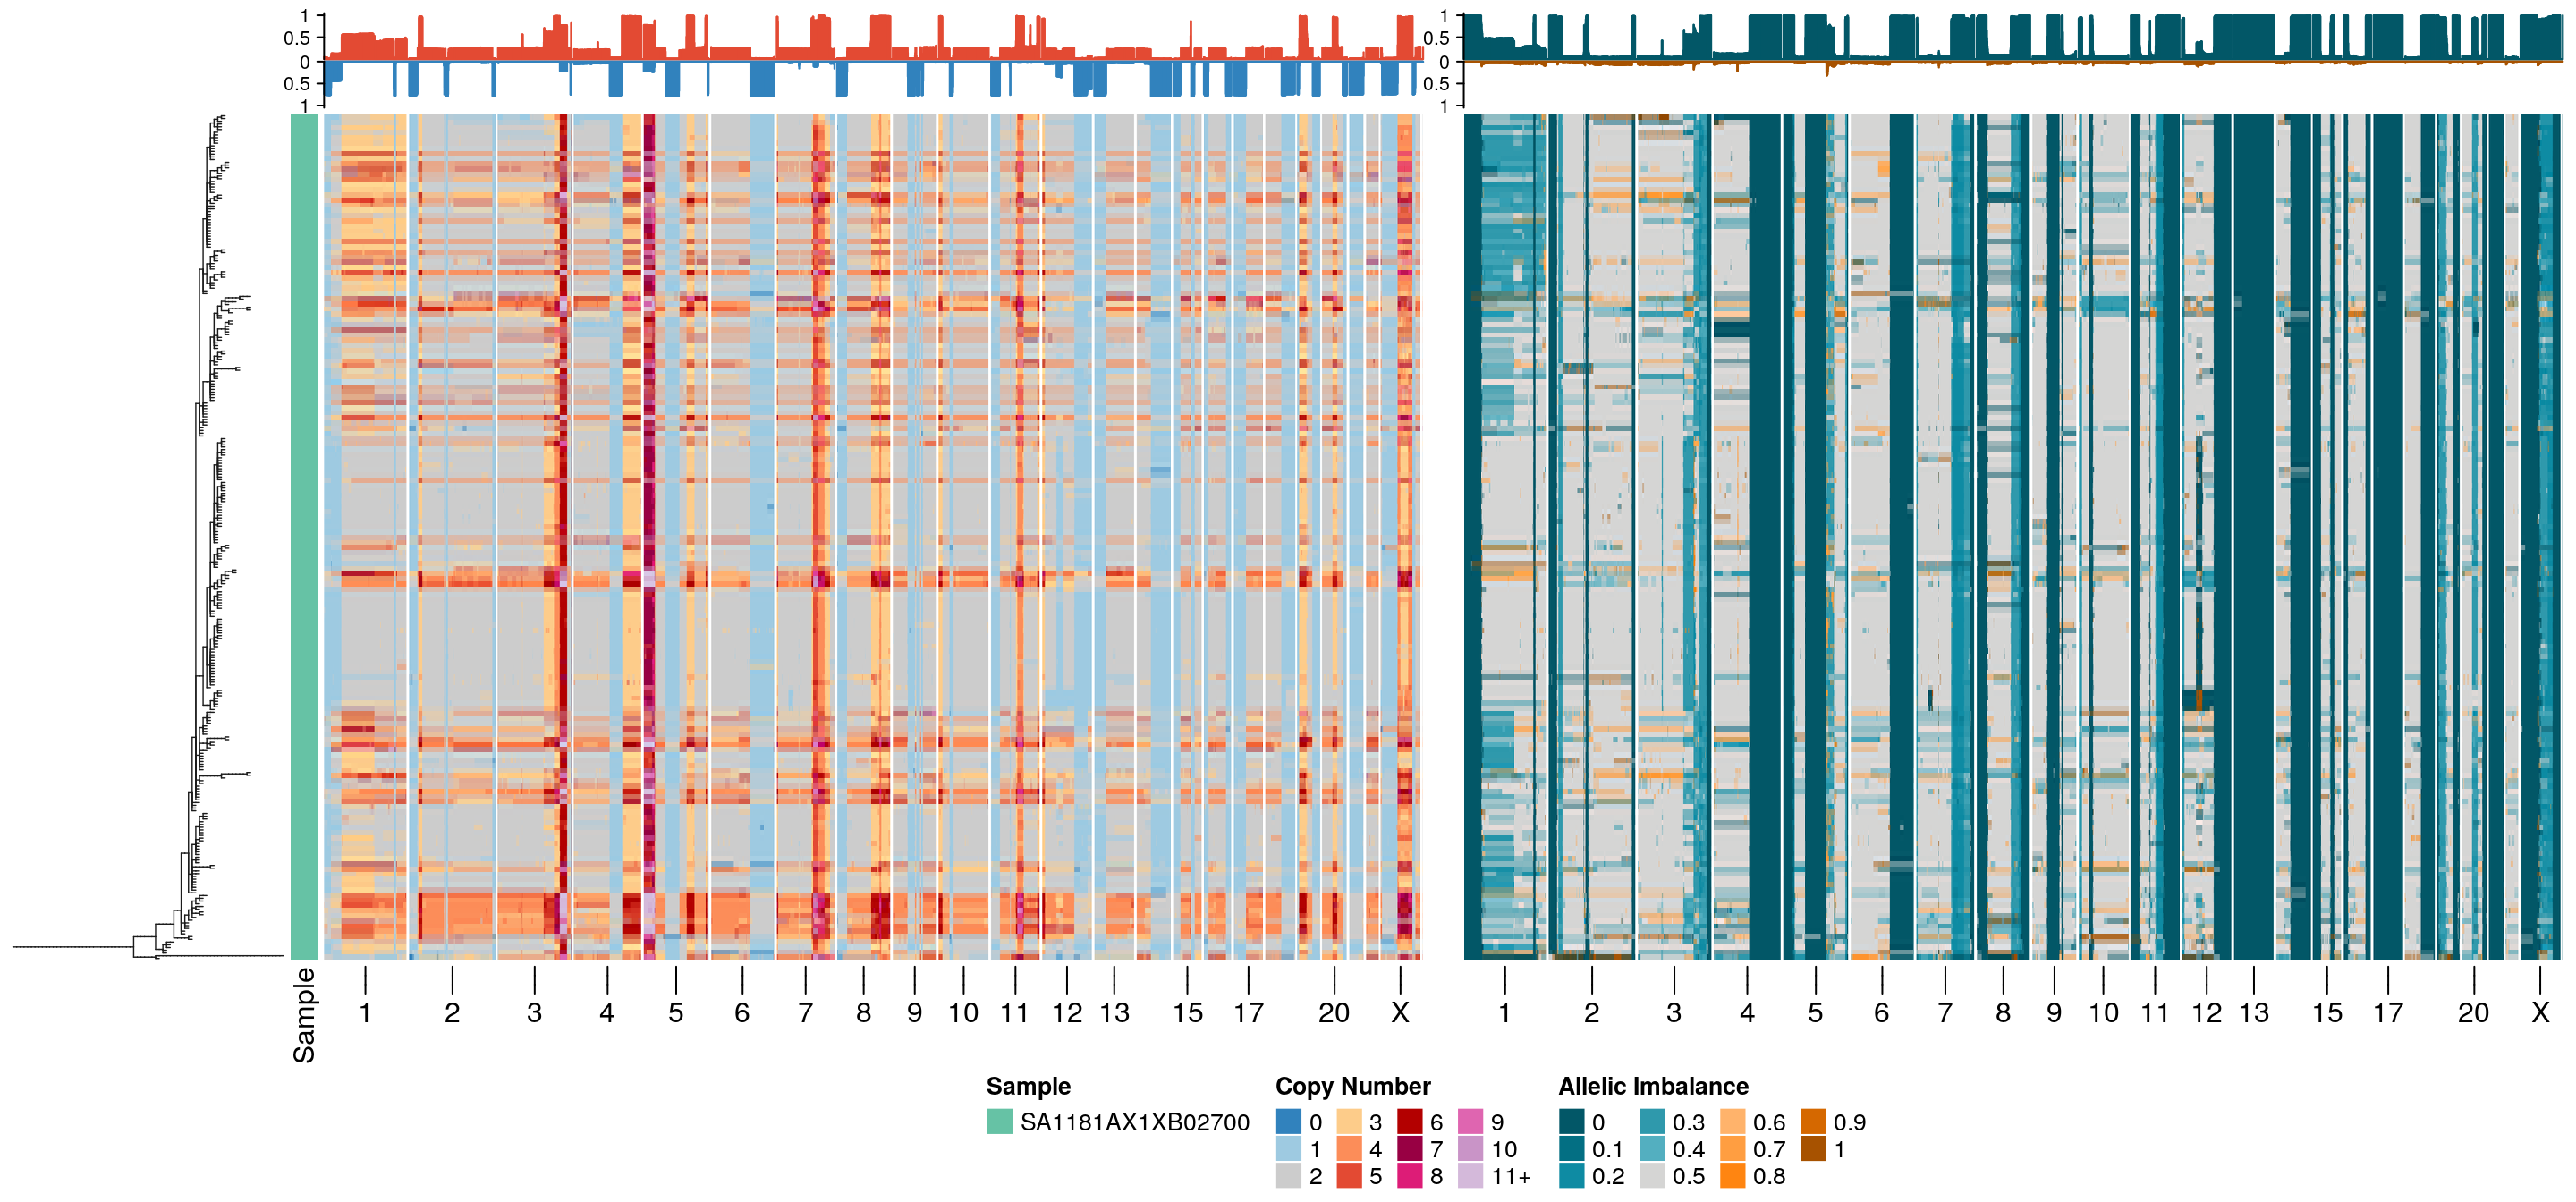 1
0.5
0
0.5
1
1
0.5
0
0.5
1
Sample
1 2 3 4 5 6 7 8 9 10 11 12 13 15 17 20 X
1 2 3 4 5 6 7 8 9 10 11 12 13 15 17 20 X
Sample
SA1181AX1XB02700
Copy Number
0 3 6 9
1 4 7 10
2 5 8 11+
Allelic Imbalance
0 0.3 0.6 0.9
0.1 0.4 0.7 1
0.2 0.5 0.8